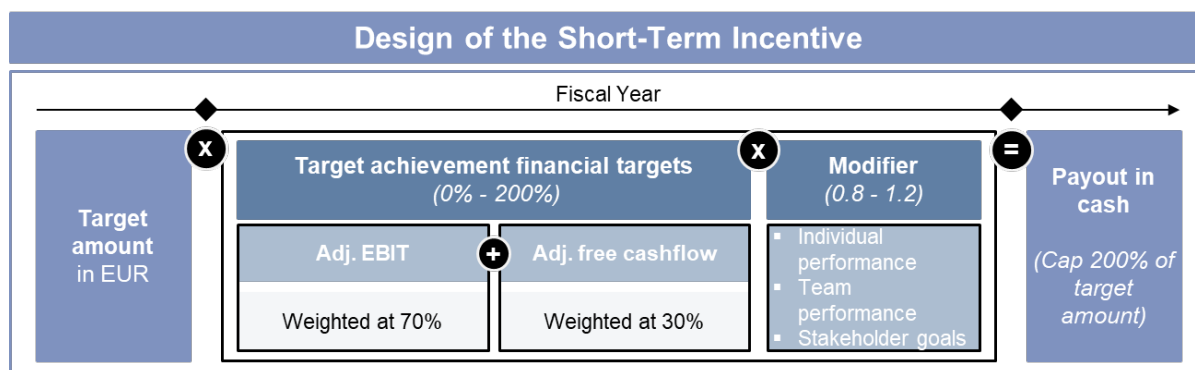 Design of the Short-Term Incentive
Fiscal Year
Target
amount
in EUR
x
Target achievement financial targets
(0% - 200%)
Adj. EBIT
+
Adj. free cashflow
Weighted at 70%
Weighted at 30%
x
Modifier
(0.8 - 1.2)
▪ Individual
performance
▪ Team
performance
▪ Stakeholder goals
=
Payout in
cash
(Cap 200% of
target
amount)